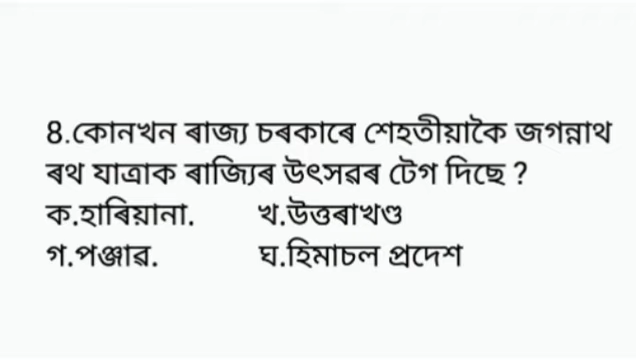 8.কোনখন ৰাজ্য চৰকাৰে শেহতীয়াকৈ জগন্নাথ
ৰথ যাত্ৰাক ৰাজ্যিৰ উৎসৱৰ টেগ দিছে ?
ক.হাৰিয়ানা. খ.উত্তৰাখণ্ড
গ.পঞ্জাৱ. ঘ.হিমাচল প্ৰদেশ